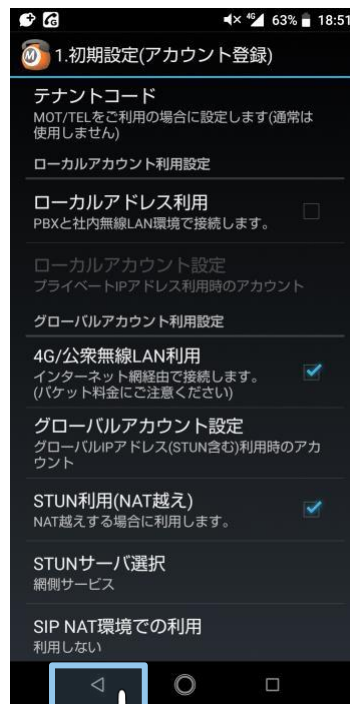 4G 63% 18:51
1.初期設定(アカウント登録)
テナントコード
MOT/TELをご利用の場合に設定します(通常は
使用しません)
ローカルアカウント利用設定
ローカルアドレス利用
PBXと社内無線LAN環境で接続します。
ローカルアカウント設定
プライベートIPアドレス利用時のアカウント
グローバルアカウント利用設定
4G/公衆無線LAN利用
インターネット網経由で接続します。
(パケット料金にご注意ください)
グローバルアカウント設定
グローバルIPアドレス(STUN含む)利用時のアカ
ウント
STUN利用(NAT越え)
NAT越えする場合に利用します。
STUNサーバ選択
網側サービス
SIP NAT環境での利用
利用しない